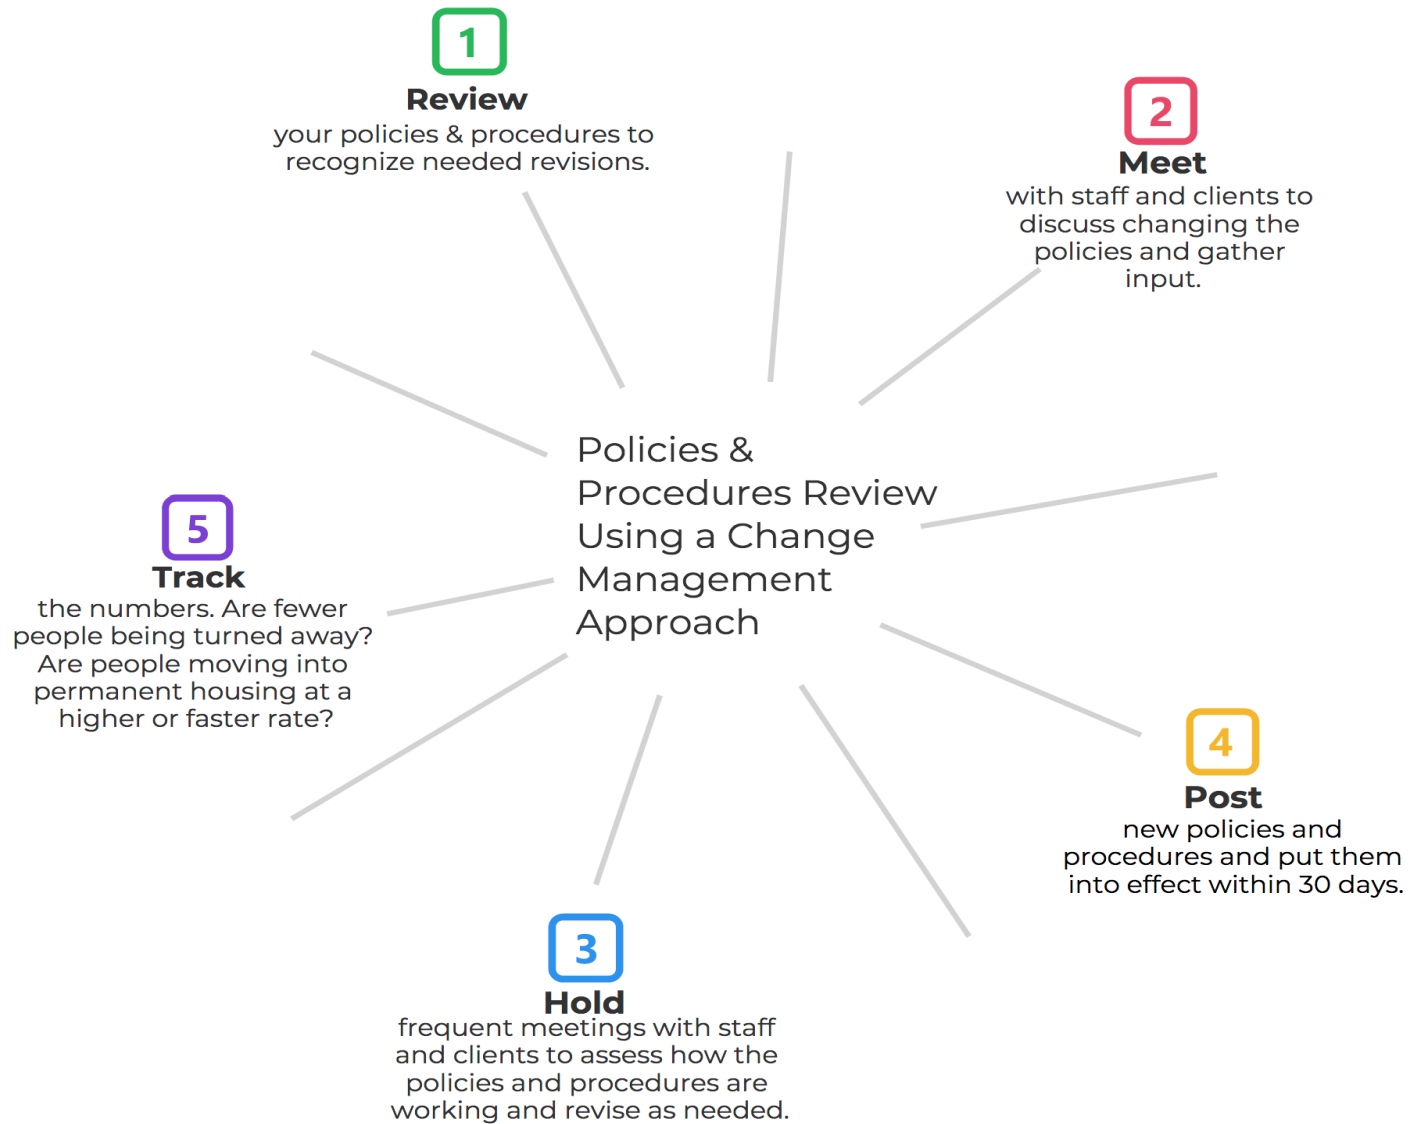 1
Review
your policies & procedures to
recognize needed revisions.
2
Meet
with staff and clients to
discuss changing the
policies and gather
input.
Policies &
Procedures Review
Using a Change
Management
Approach
5
Track
the numbers. Are fewer
people being turned away?
Are people moving into
permanent housing at a
higher or faster rate?
4
Post
new policies and
procedures and put them
into effect within 30 days.
3
Hold
frequent meetings with staff
and clients to assess how the
policies and procedures are
working and revise as needed.